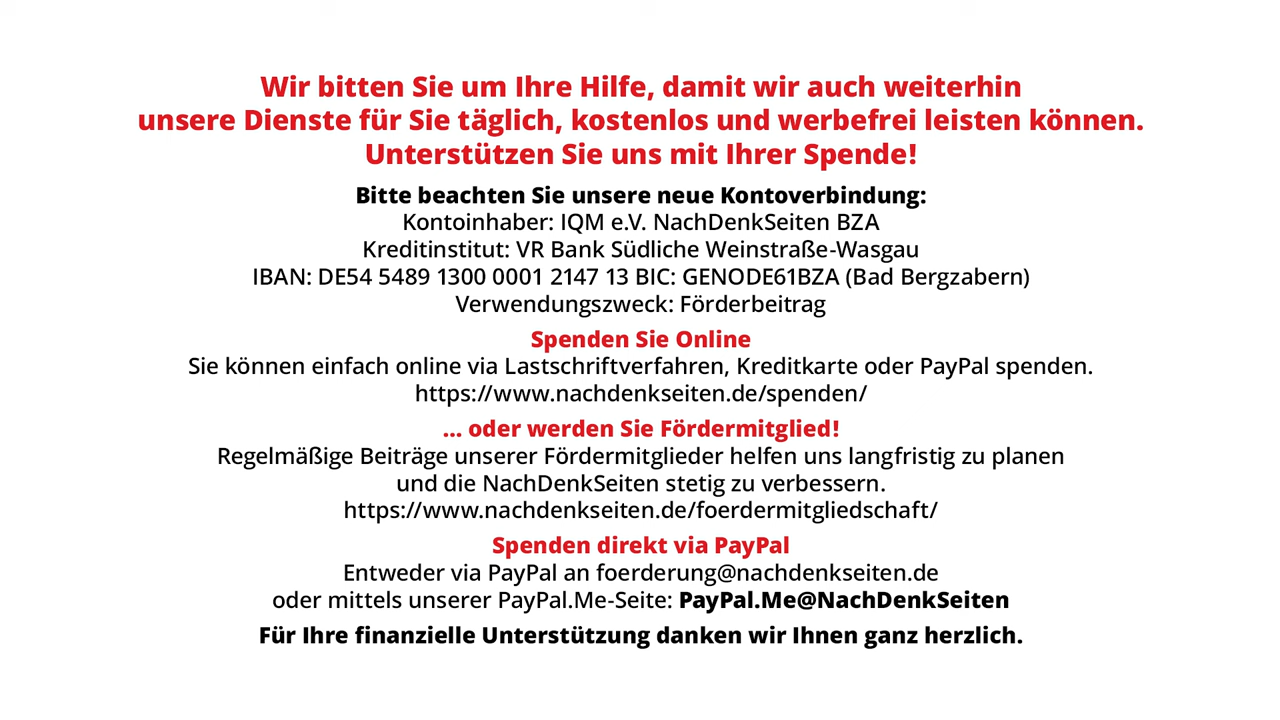 Wir bitten Sie um Ihre Hilfe, damit wir auch weiterhin
unsere Dienste für Sie täglich, kostenlos und werbefrei leisten können.
Unterstützen Sie uns mit Ihrer Spende!
Bitte beachten Sie unsere neue Kontoverbindung:
Kontoinhaber: IQM e.V. NachDenkSeiten BZA
Kreditinstitut: VR Bank Südliche Weinstraße-Wasgau
IBAN: DE54 5489 1300 0001 2147 13 BIC: GENODE61BZA (Bad Bergzabern)
Verwendungszweck: Förderbeitrag
Spenden Sie Online
Sie können einfach online via Lastschriftverfahren, Kreditkarte oder PayPal spenden.
https://www.nachdenkseiten.de/spenden/
... oder werden Sie Fördermitglied!
Regelmäßige Beiträge unserer Fördermitglieder helfen uns langfristig zu planen
und die NachDenkSeiten stetig zu verbessern.
https://www.nachdenkseiten.de/foerdermitgliedschaft/
Spenden direkt via PayPal
Entweder via PayPal an foerderung@nachdenkseiten.de
oder mittels unserer PayPal.Me-Seite: PayPal.Me@NachDenkSeiten
Für Ihre finanzielle Unterstützung danken wir Ihnen ganz herzlich.